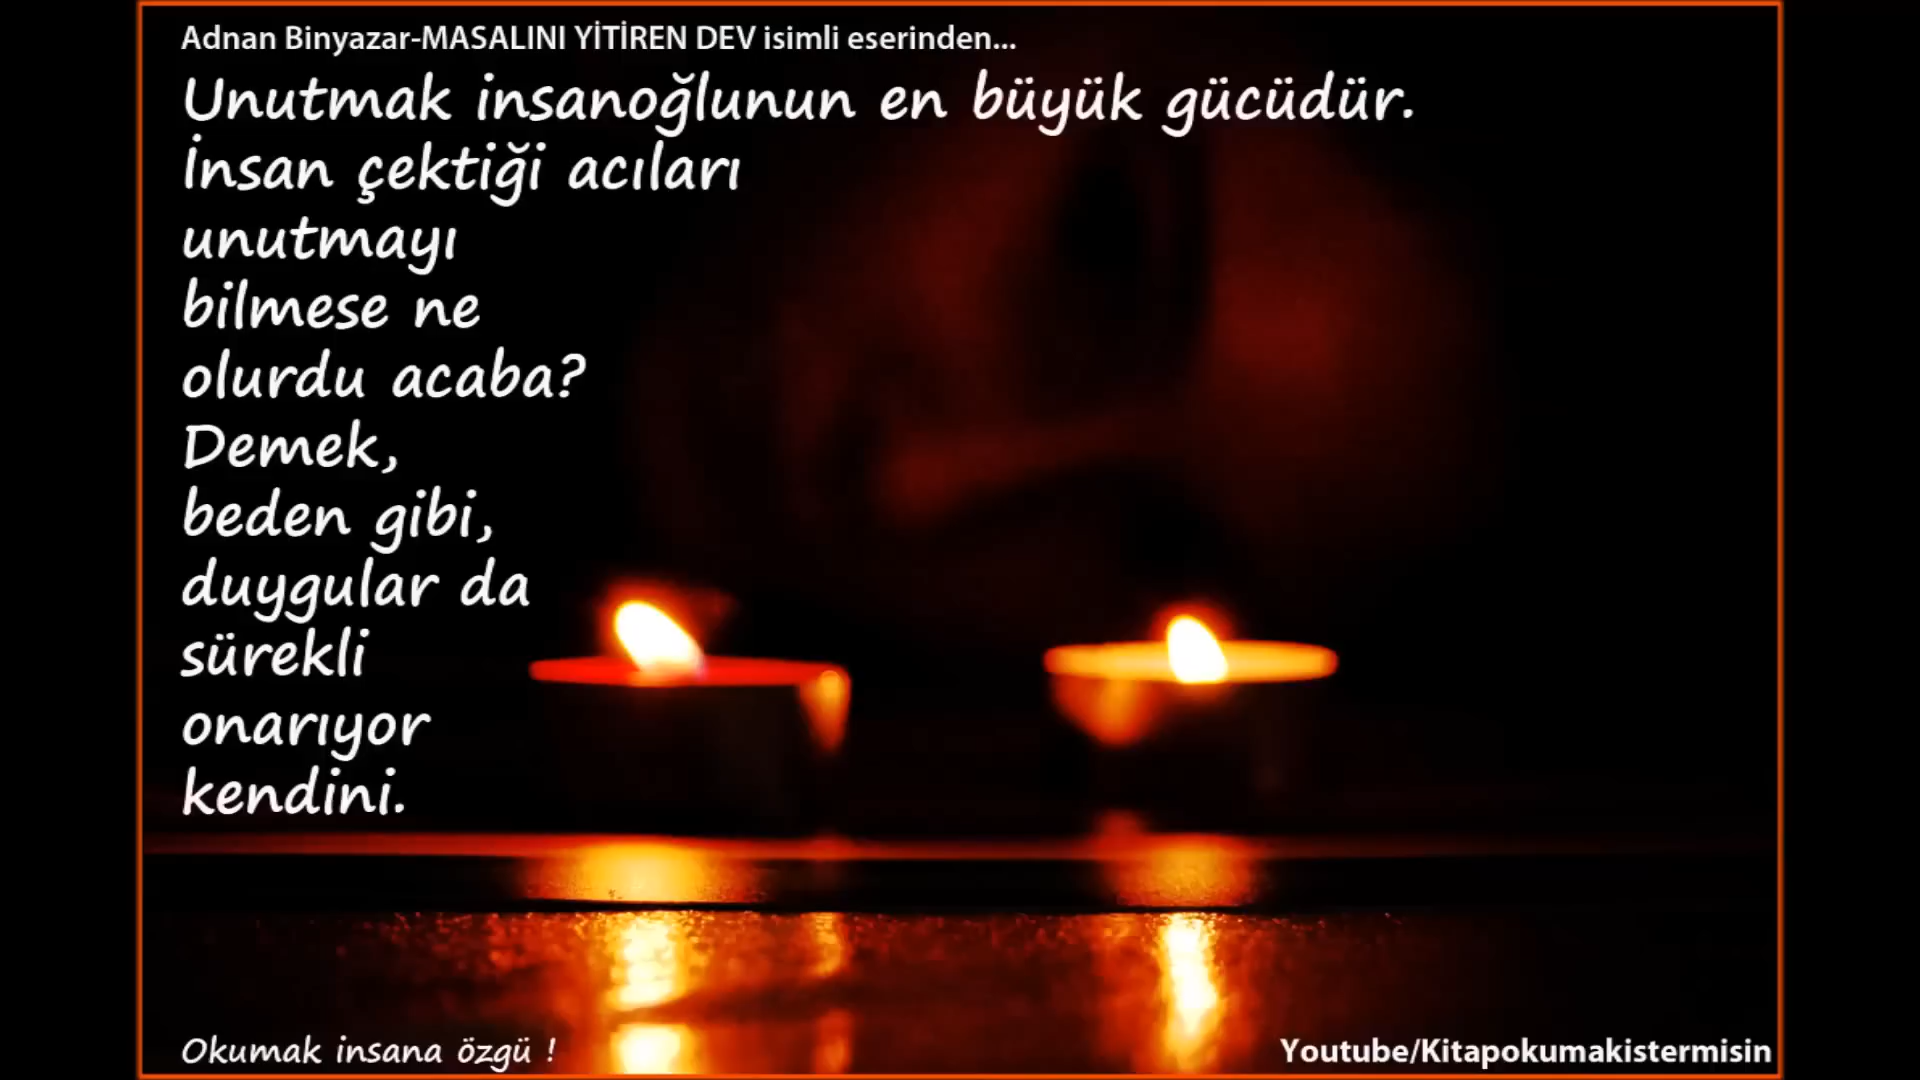 Adnan Binyazar-MASALINI YİTİREN DEV isimli eserinden...
Unutmak insanoğlunun en büyük gücüdür.
İnsan çektiği acıları
unutmayı
bilmese ne
olurdu acaba?
Demek,
beden gibi,
duygular da
sürekli
onarıyor
kendini.
Okumak insana özgü !
Youtube/Kitapokumakistermisin